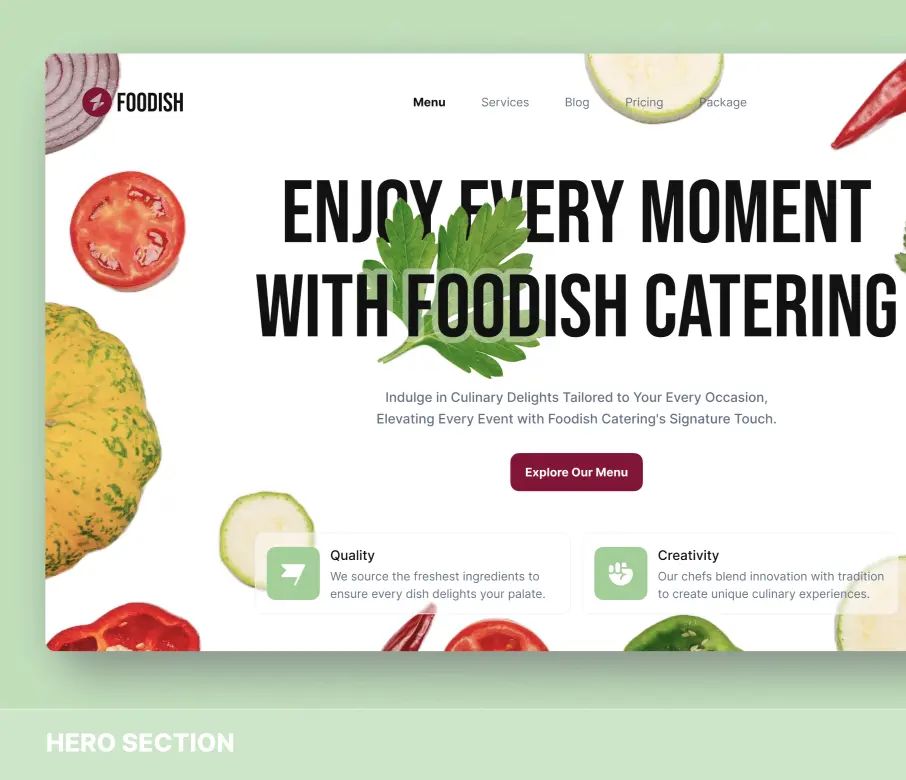 FOODISH
Menu
Services
Blog
Pricing
Package
ENJOY EVERY MOMENT
WITH FOODISH CATERING
Indulge in Culinary Delights Tailored to Your Every Occasion,
Elevating Every Event with Foodish Catering's Signature Touch.
Explore Our Menu
Quality
We source the freshest ingredients to
ensure every dish delights your palate.
Creativity
Our chefs blend innovation with tradition
to create unique culinary experiences.
HERO SECTION